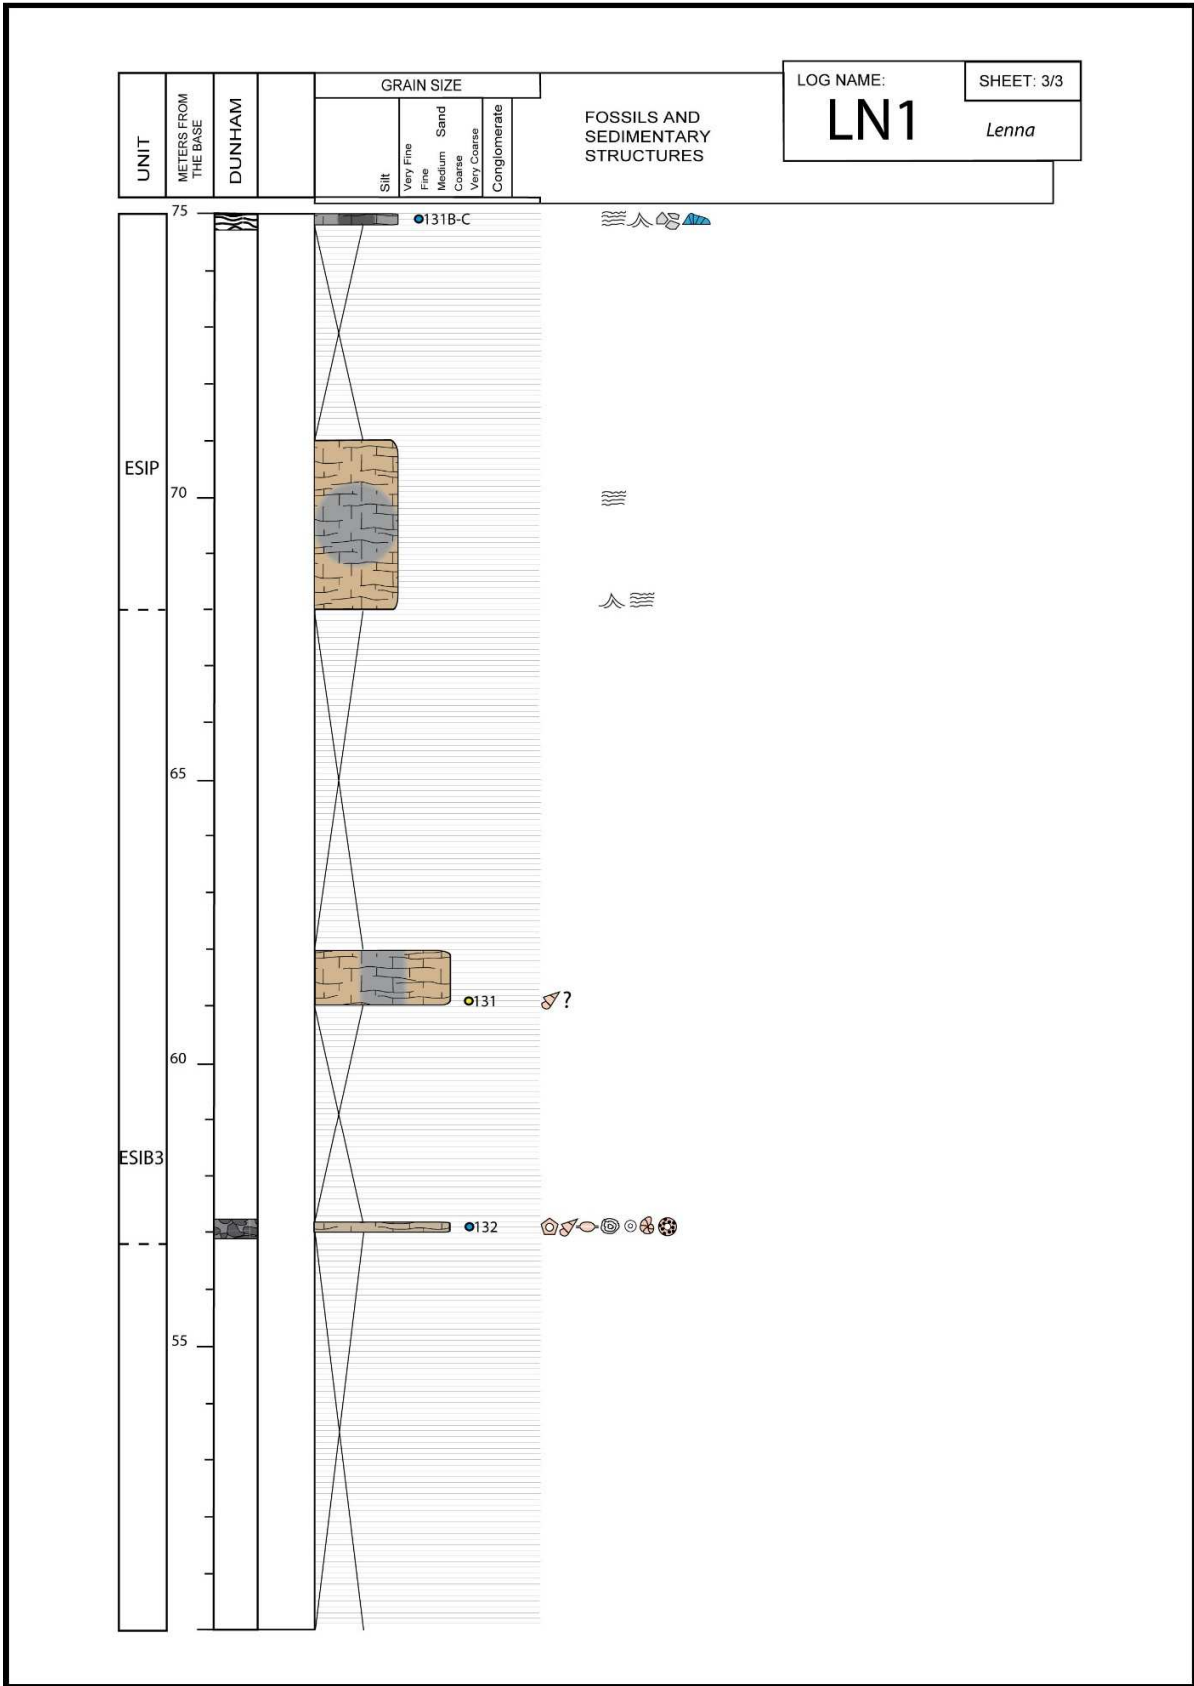 LOG NAME:
SHEET: 3/3
LN1
Lenna
UNIT
METERS FROM
THE BASE
DUNHAM
GRAIN SIZE
Silt
Very Fine
Fine
Medium Sand
Coarse
Very Coarse
Conglomerate
FOSSILS AND
SEDIMENTARY
STRUCTURES
75
131B-C
ESIP
70
65
131
?
60
ESIB3
132
55